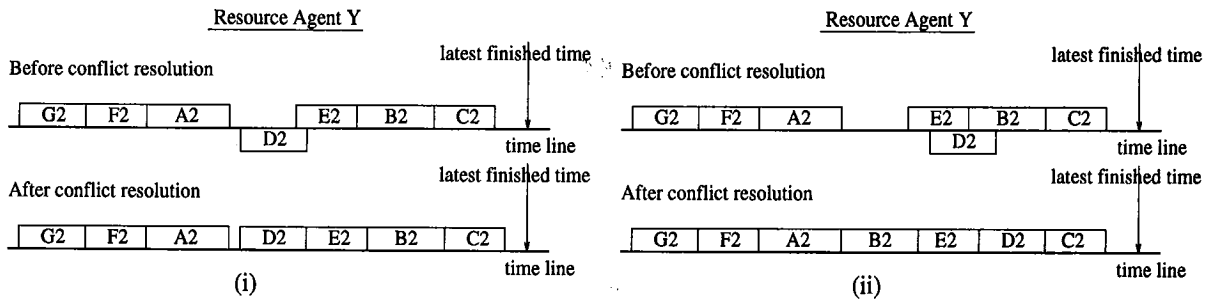 Resource Agent Y
latest finished time
Before conflict resolution
G2 F2 A2 E2 B2 C2
D2
time line
latest finished time
After conflict resolution
G2 F2 A2 D2 E2 B2 C2
time line
(i)
Resource Agent Y
latest finished time
Before conflict resolution
G2 F2 A2 E2 B2 C2
D2
time line
latest finished time
After conflict resolution
G2 F2 A2 B2 E2 D2 C2
time line
(ii)